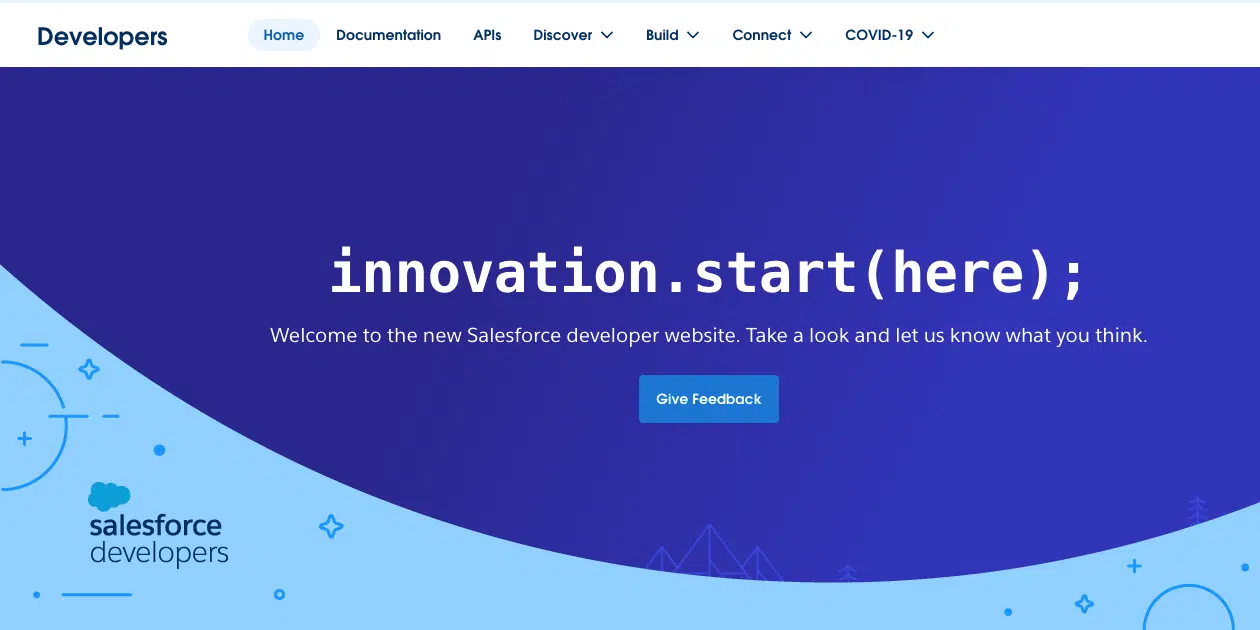 Developers Home Documentation APIs Discover Build Connect COVID-19
innovation.start(here);
Welcome to the new Salesforce developer website. Take a look and let us know what you think.
Give Feedback
salesforce
developers